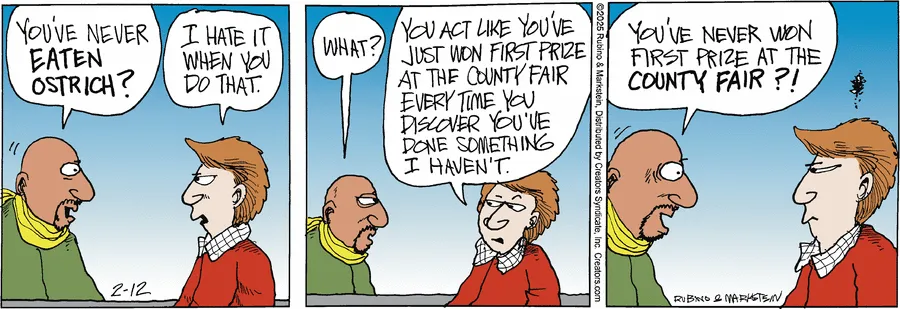 YOU'VE NEVER
EATEN
OSTRICH?
I HATE IT
WHEN YOU
DO THAT.
2-12
WHAT?
YOU ACT LIKE YOU'VE
JUST WON FIRST PRIZE
AT THE COUNTY FAIR
EVERY TIME YOU
DISCOVER YOU'VE
DONE SOMETHING
I HAVEN'T.
©2025 Rubino & Markstein, Distributed by Creators Syndicate, Inc. Creators.com
YOU'VE NEVER WON
FIRST PRIZE AT THE
COUNTY FAIR?!
RUBINO & MARKSTEIN